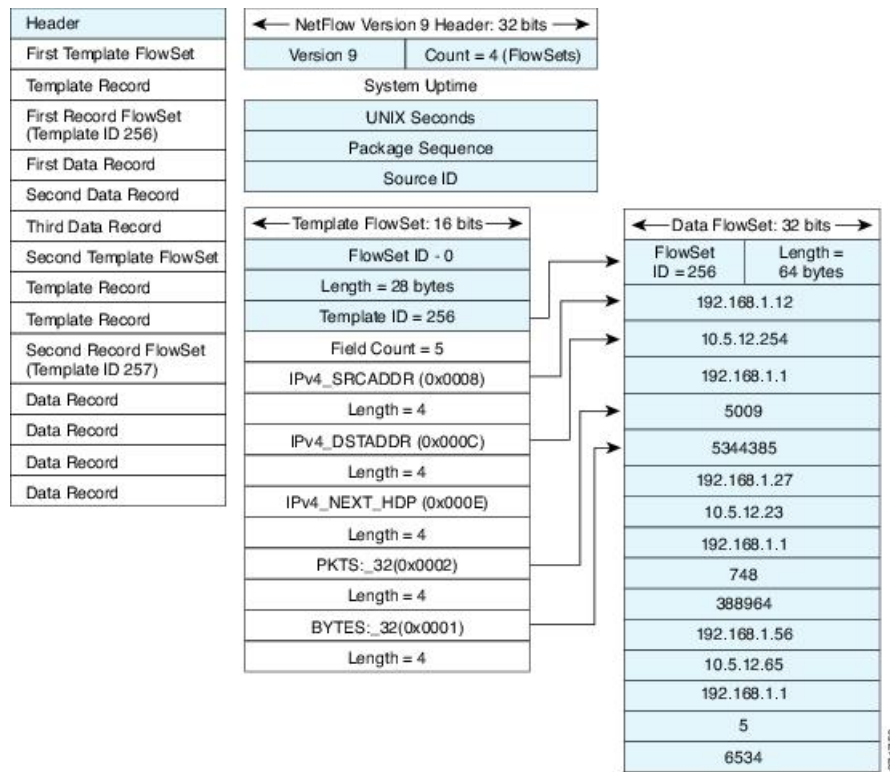 Header
First Template FlowSet
Template Record
First Record FlowSet
(Template ID 256)
First Data Record
Second Data Record
Third Data Record
Second Template FlowSet
Template Record
Template Record
Second Record FlowSet
(Template ID 257)
Data Record
Data Record
Data Record
Data Record
NetFlow Version 9 Header: 32 bits
Version 9 Count = 4 (FlowSets)
System Uptime
UNIX Seconds
Package Sequence
Source ID
Template FlowSet: 16 bits
FlowSet ID - 0
Length = 28 bytes
Template ID = 256
Field Count = 5
IPv4_SRCADDR (0x0008)
Length = 4
IPv4_DSTADDR (0x000C)
Length = 4
IPv4_NEXT_HDP (0x000E)
Length = 4
PKTS:_32(0x0002)
Length = 4
BYTES:_32(0x0001)
Length = 4
Data FlowSet: 32 bits
FlowSet ID = 256
Length = 64 bytes
192.168.1.12
10.5.12.254
192.168.1.1
5009
5344385
192.168.1.27
10.5.12.23
192.168.1.1
748
388964
192.168.1.56
10.5.12.65
192.168.1.1
5
6534